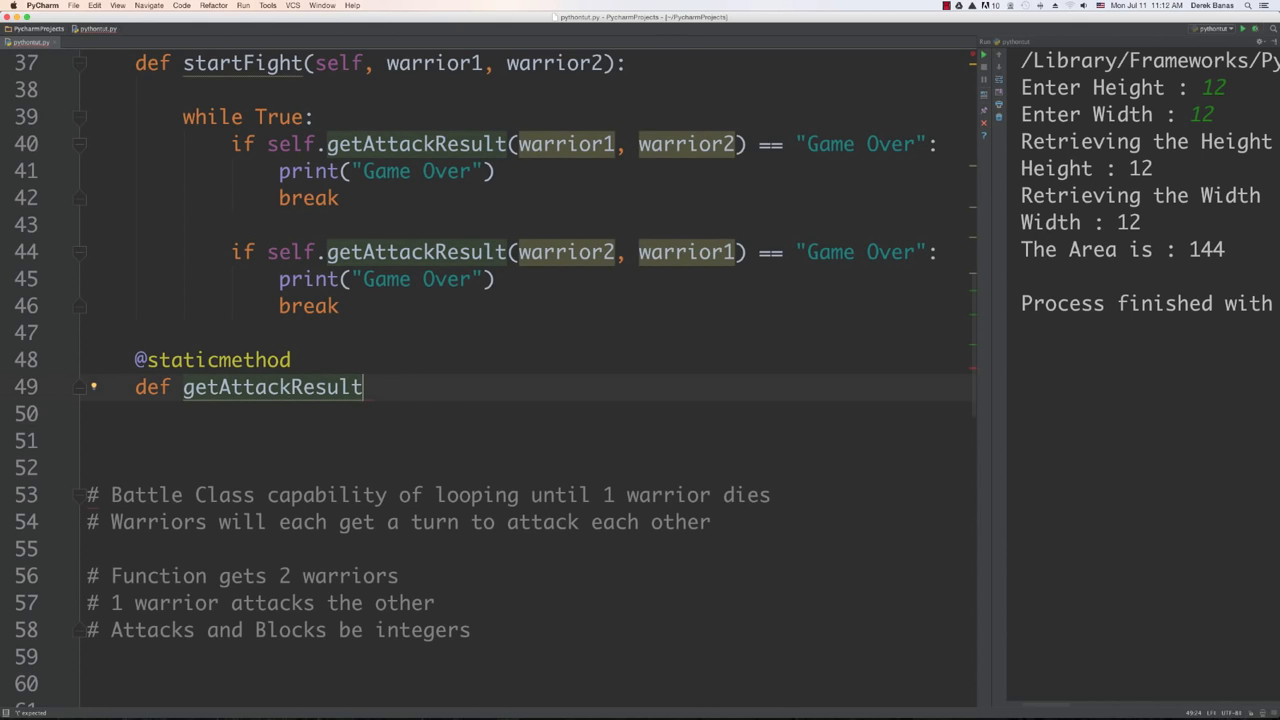 PyCharm File Edit View Navigate Code Refactor Run Tools VCS Window Help
10 Mon Jul 11 11:12 AM Derek Banas
pythontut.py - PycharmProjects - [~/PycharmProjects]
PycharmProjects pythontut.py pythontut
pythontut.py Run pythontut
37 def startFight(self, warrior1, warrior2):
38
39 while True:
40 if self.getAttackResult(warrior1, warrior2) == "Game Over":
41 print("Game Over")
42 break
43
44 if self.getAttackResult(warrior2, warrior1) == "Game Over":
45 print("Game Over")
46 break
47
48 @staticmethod
49 def getAttackResult
50
51
52
53 # Battle Class capability of looping until 1 warrior dies
54 # Warriors will each get a turn to attack each other
55
56 # Function gets 2 warriors
57 # 1 warrior attacks the other
58 # Attacks and Blocks be integers
59
60
/Library/Frameworks/Py
Enter Height : 12
Enter Width : 12
Retrieving the Height
Height : 12
Retrieving the Width
Width : 12
The Area is : 144
Process finished with
'(' expected 49:24 LF÷ UTF-8÷